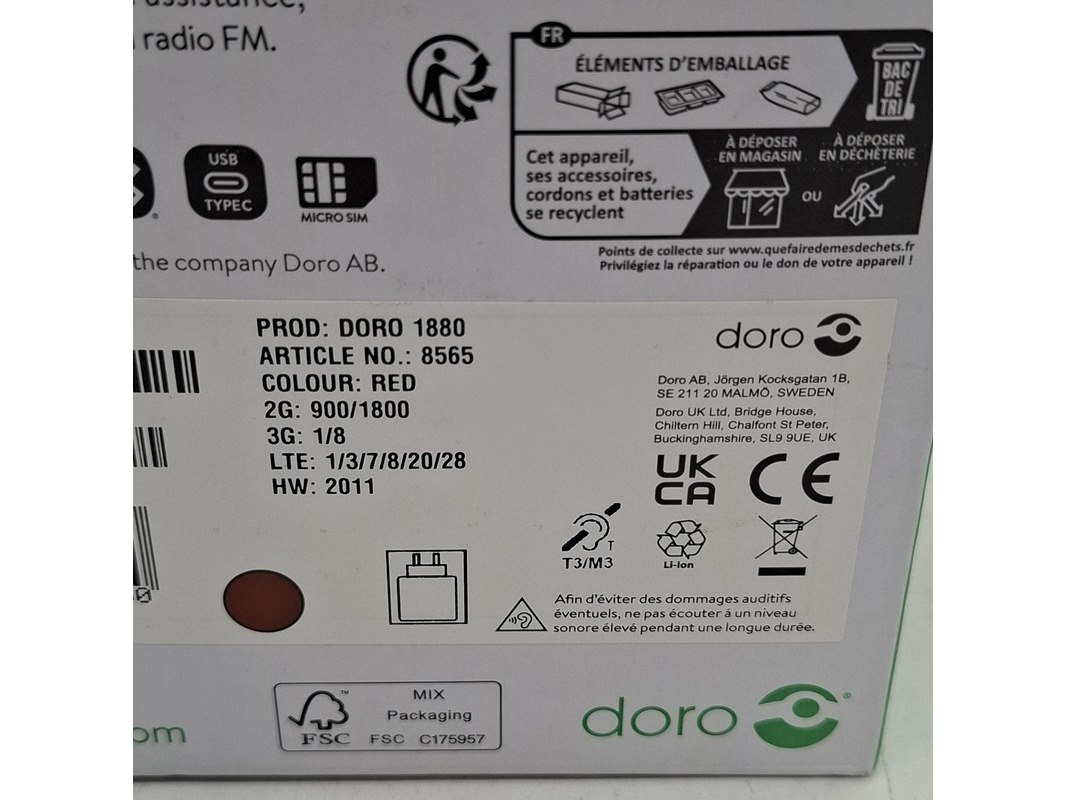 assistance,
radio FM.
FR
ÉLÉMENTS D'EMBALLAGE
BAC
DE
TRI
Cet appareil,
ses accessoires,
cordons et batteries
se recyclent
À DÉPOSER
EN MAGASIN
OU
À DÉPOSER
EN DÉCHÈTERIE
Points de collecte sur www.quefairedemesdechets.fr
Privilégiez la réparation ou le don de votre appareil !
USB
TYPEC
MICRO SIM
the company Doro AB.
PROD: DORO 1880
ARTICLE NO.: 8565
COLOUR: RED
2G: 900/1800
3G: 1/8
LTE: 1/3/7/8/20/28
HW: 2011
doro
Doro AB, Jörgen Kocksgatan 1B,
SE 211 20 MALMÖ, SWEDEN
Doro UK Ltd, Bridge House,
Chiltern Hill, Chalfont St Peter,
Buckinghamshire, SL9 9UE, UK
UK
CA
CE
T
T3/M3
Li-Ion
Afin d'éviter des dommages auditifs
éventuels, ne pas écouter à un niveau
sonore élevé pendant une longue durée.
0
om
FSC
™
MIX
Packaging
FSC C175957
doro®